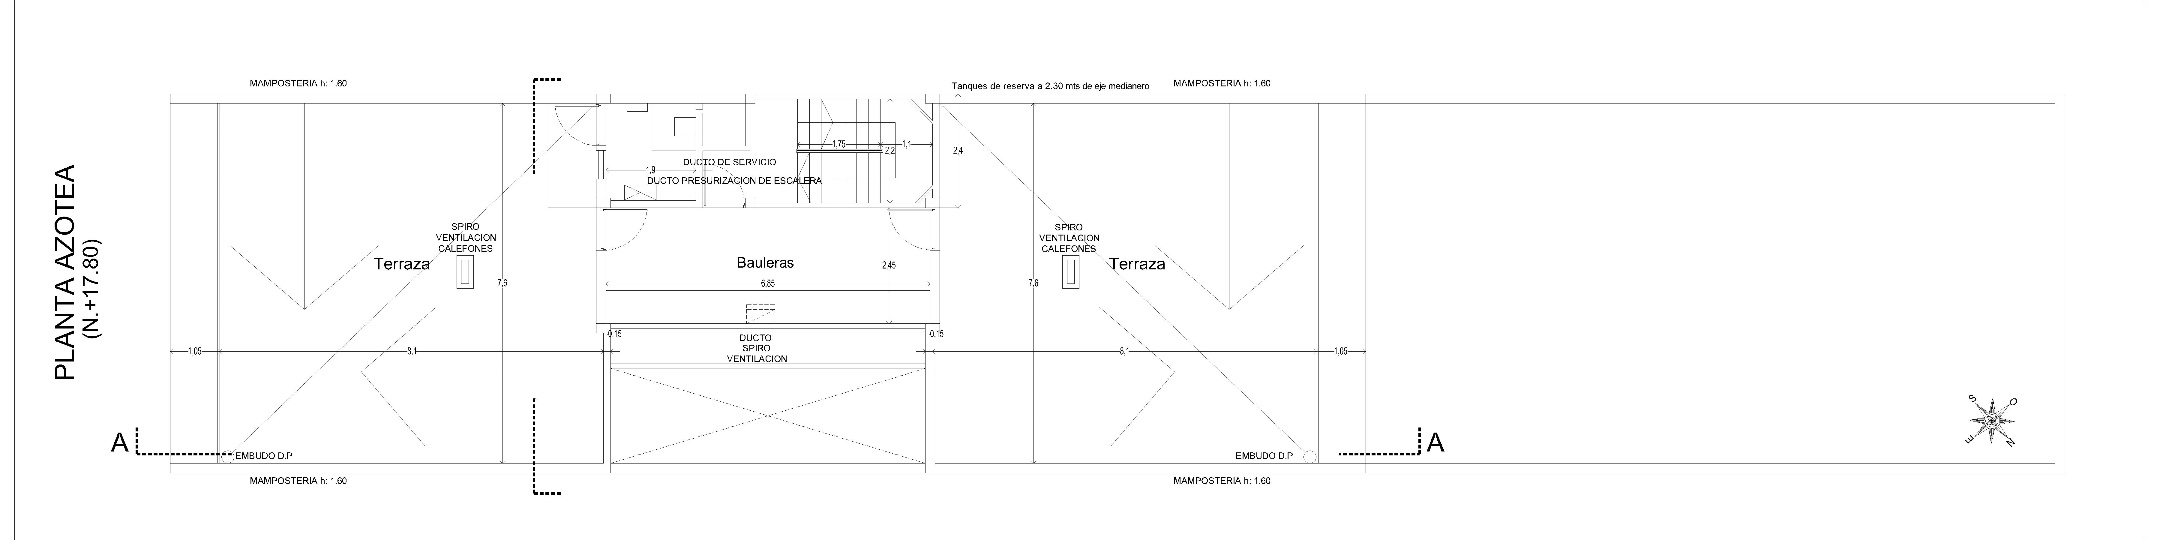 PLANTA AZOTEA
(N.+17.80)
MAMPOSTERIA h: 1.60
Tanques de reserva a 2.30 mts de eje medianero
MAMPOSTERIA h: 1.60
1,75
1,1
2,2
2,4
DUCTO DE SERVICIO
1,9
DUCTO PRESURIZACION DE ESCALERA
SPIRO
VENTILACION
CALEFONES
Terraza
7,6
Bauleras
2,45
6,65
SPIRO
VENTILACION
CALEFONES
Terraza
7,6
0,15
0,15
DUCTO
SPIRO
VENTILACION
1,05
8,1
8,1
1,05
S
O
E
N
A
EMBUDO D.P
EMBUDO D.P
A
MAMPOSTERIA h: 1.60
MAMPOSTERIA h: 1.60